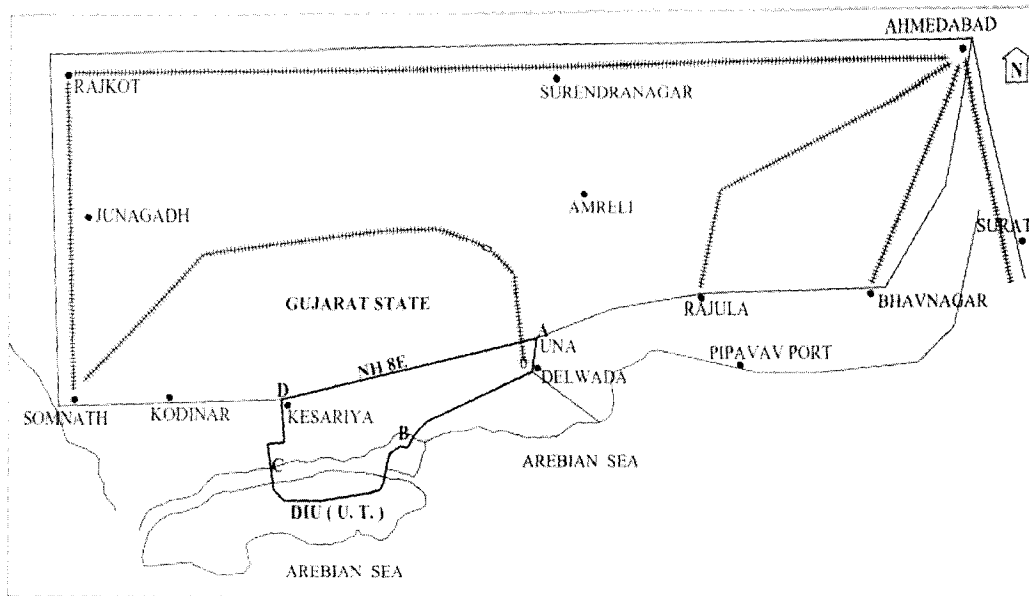 AHMEDABAD
N
RAJKOT
SURENDRANAGAR
AMRELI
JUNAGADH
SURAT
GUJARAT STATE
RAJULA
BHAVNAGAR
A
UNA
PIPAVAV PORT
NH 8E
DELWADA
D
SOMNATH
KODINAR
KESARIYA
B
C
AREBIAN SEA
DIU ( U. T. )
AREBIAN SEA